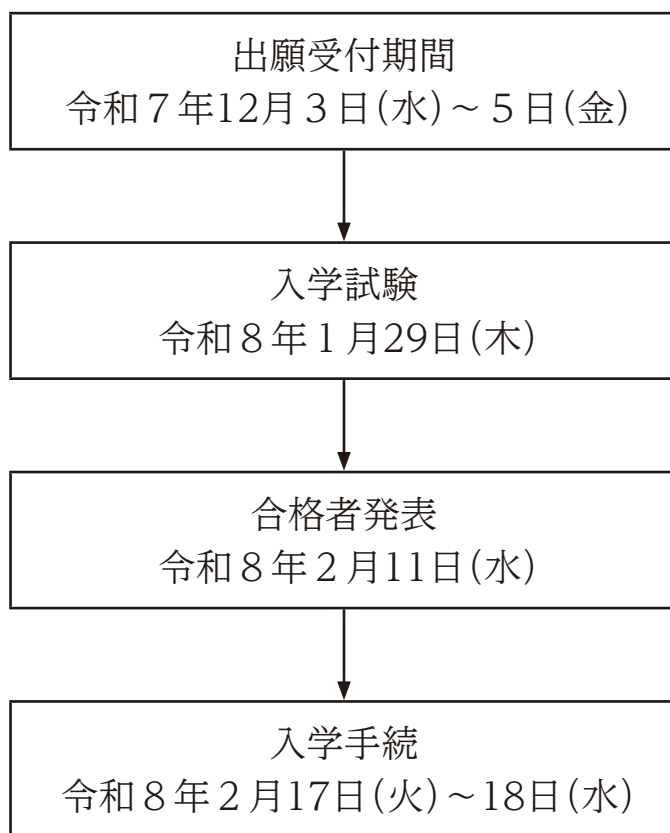 出願受付期間
令和７年12月３日(水)～５日(金)
入学試験
令和８年１月29日(木)
合格者発表
令和８年２月11日(水)
入学手続
令和８年２月17日(火)～18日(水)